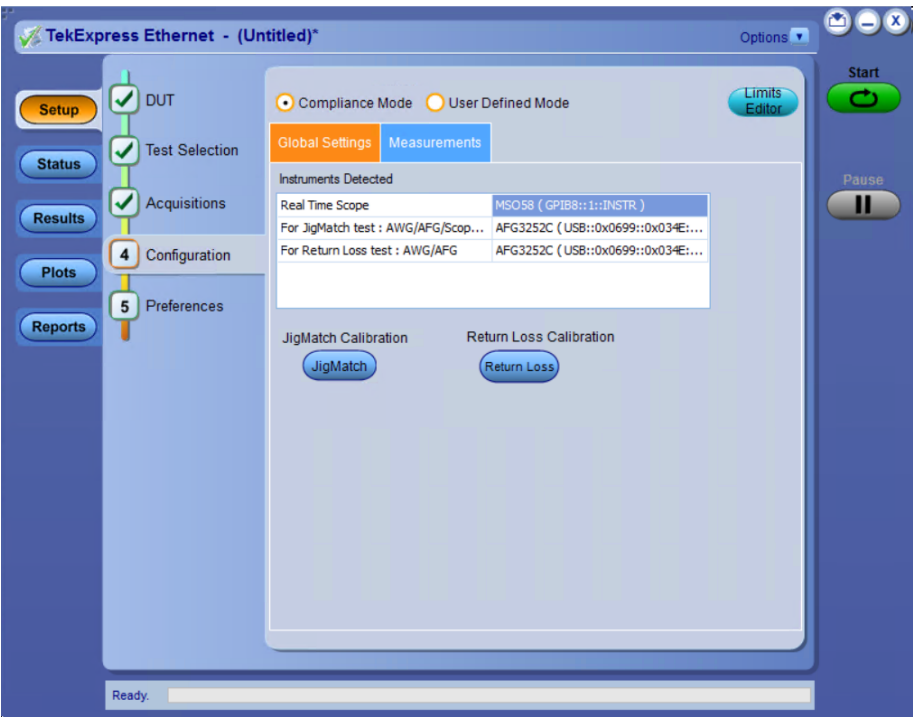 TekExpress Ethernet - (Untitled)*
Options
Start
Pause
Setup
Status
Results
Plots
Reports
DUT
Test Selection
Acquisitions
4 Configuration
5 Preferences
Compliance Mode
User Defined Mode
Limits
Editor
Global Settings
Measurements
Instruments Detected
Real Time Scope MSO58 ( GPIB8::1::INSTR )
For JigMatch test : AWG/AFG/Scop... AFG3252C ( USB::0x0699::0x034E:...
For Return Loss test : AWG/AFG AFG3252C ( USB::0x0699::0x034E:...
JigMatch Calibration
JigMatch
Return Loss Calibration
Return Loss
Ready.